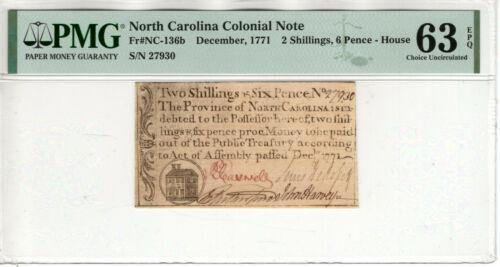 PMG
PAPER MONEY GUARANTY
North Carolina Colonial Note
Fr#NC-136b December, 1771 2 Shillings, 6 Pence - House
S/N 27930
63 EPQ
Choice Uncirculated
Two Shillings & Six Pence. No 27930
The Province of NORTH CAROLINA is in
debted to the Possessor hereof, two shil
lings & six pence proc. Money to be paid
out of the Public Treasury according
to Act of Assembly passed Decr. 1771
John Harvey